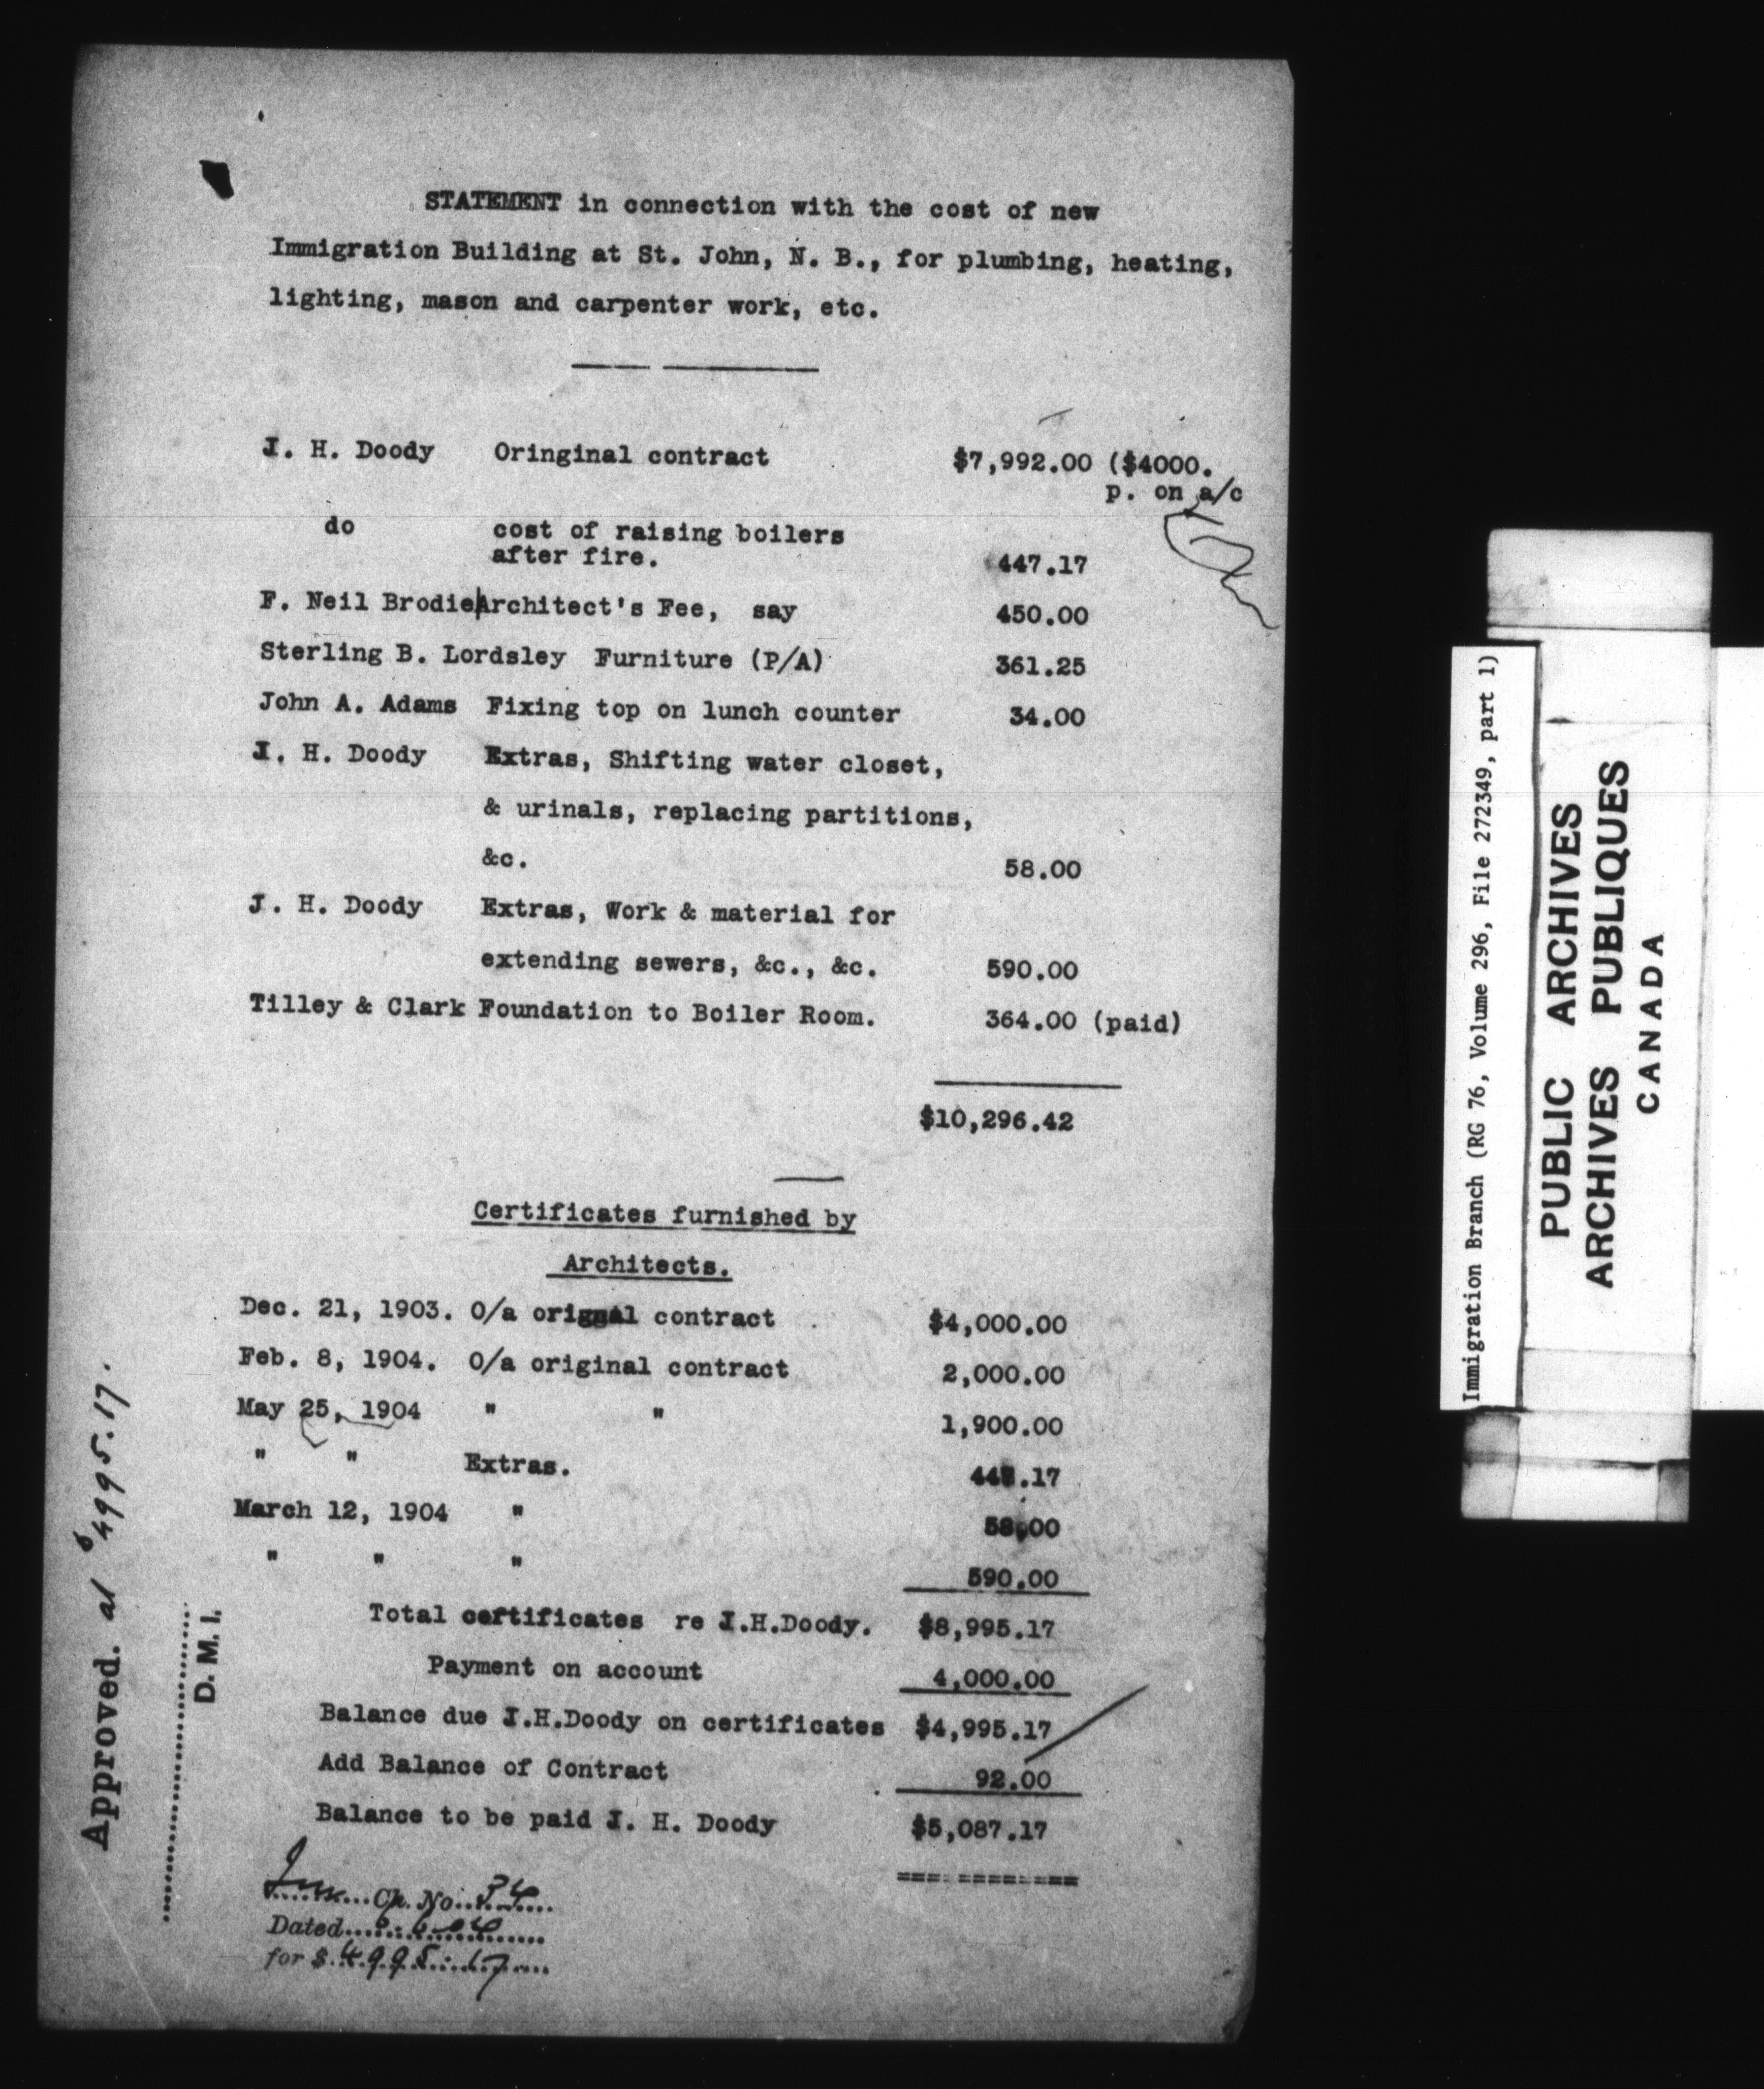 STATEMENT in connection with the cost of new
Immigration Building at St. John, N. B., for plumbing, heating,
lighting, mason and carpenter work, etc.
J. H. Doody Oringinal contract $7,992.00 ($4000.
p. on a/c
do cost of raising boilers
after fire. 447.17
F. Neil Brodie Architect's Fee, say 450.00
Sterling B. Lordsley Furniture (P/A) 361.25
John A. Adams Fixing top on lunch counter 34.00
J. H. Doody Extras, Shifting water closet,
& urinals, replacing partitions,
&c. 58.00
J. H. Doody Extras, Work & material for
extending sewers, &c., &c. 590.00
Tilley & Clark Foundation to Boiler Room. 364.00 (paid)
$10,296.42
Certificates furnished by
Architects.
Dec. 21, 1903. O/a contract $4,000.00
Feb. 8, 1904. O/a original contract 2,000.00
May 25, 1904 " " 1,900.00
" " Extras. 447.17
March 12, 1904 " 58.00
" " " 590.00
Total certificates re J.H.Doody. $8,995.17
Payment on account 4,000.00
Balance due J.H.Doody on certificates $4,995.17
Add Balance of Contract 92.00
Balance to be paid J. H. Doody $5,087.17
============
Ch. No. 34
Dated 6-04
for $ 4995.17
Approved. at $4995.17.
D. M. I.
Immigration Branch (RG 76, Volume 296, File 272349, part 1)
PUBLIC ARCHIVES
ARCHIVES PUBLIQUES
CANADA